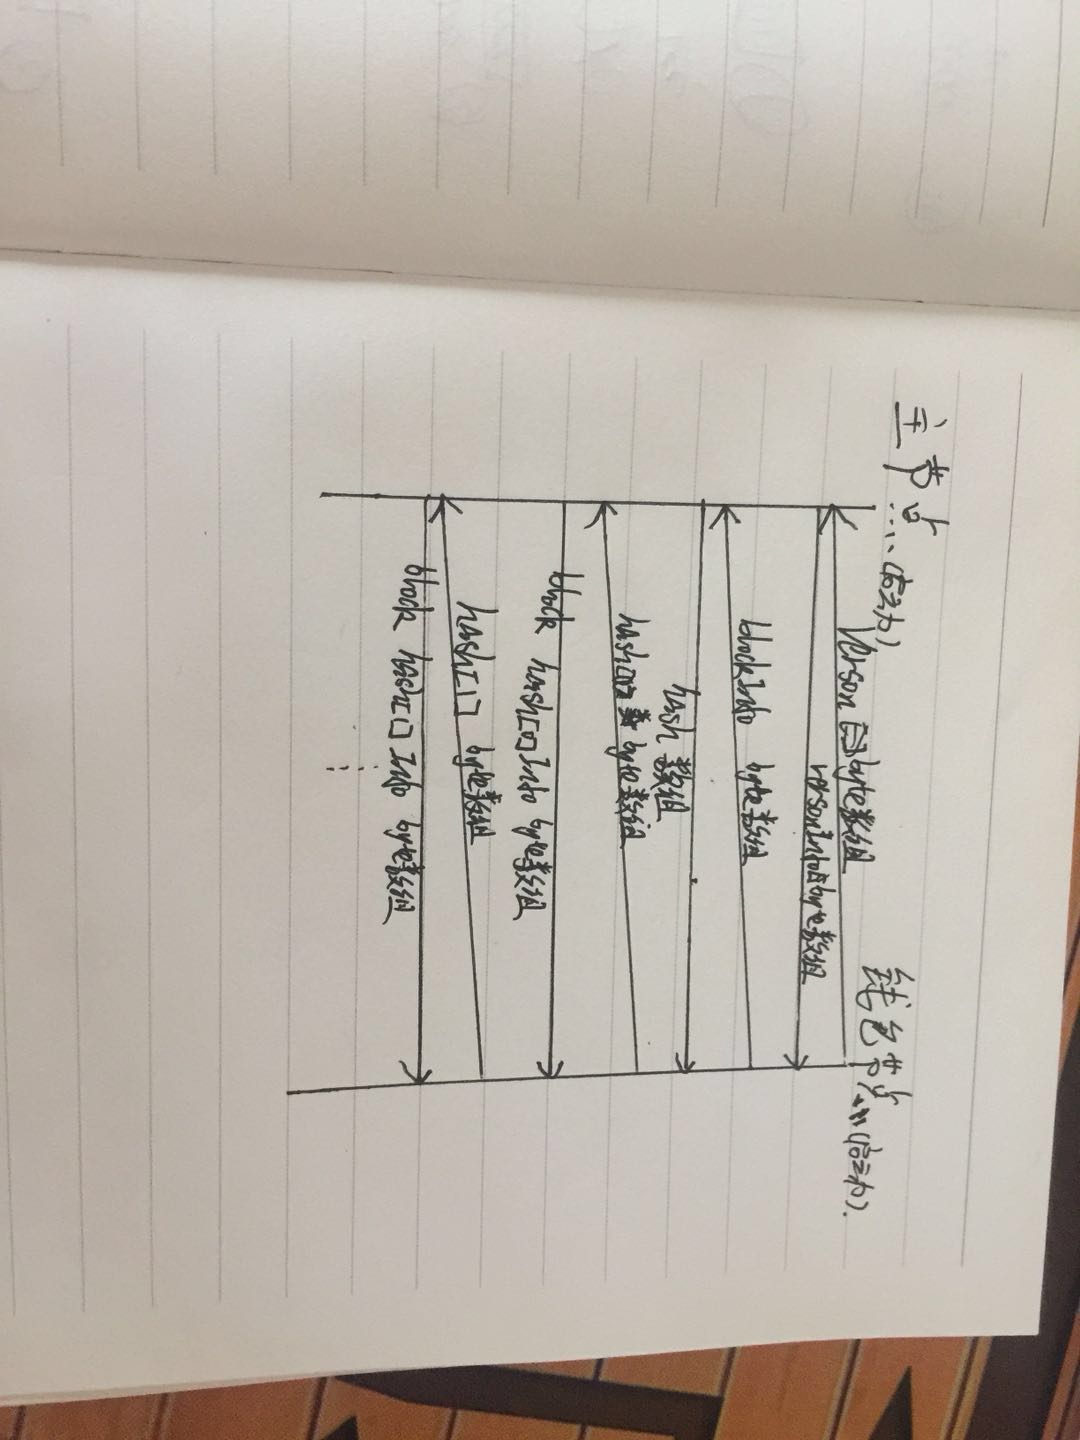 主节点...(启动)
钱包节点...(启动).
Verson 的byte数组
versonInfo的byte数组
blockInfo byte数组
hash 数组
hash[0] byte数组
block hash[0] Info byte数组
hash[1] byte数组
block hash[1] Info byte数组
......